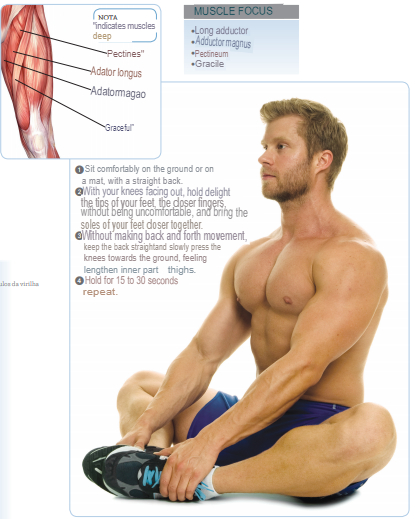 NOTA
"indicates muscles
deep
Pectines"
Adator longus
Adatormagao
Graceful"
MUSCLE FOCUS
•Long adductor
•Adductor magnus
•Pectineum
•Gracile
1 Sit comfortably on the ground or on
a mat, with a straight back.
2 With your knees facing out, hold delight
the tips of your feet, the closer fingers,
without being uncomfortable, and bring the
soles of your feet closer together.
3 Without making back and forth movement,
keep the back straightand slowly press the
knees towards the ground, feeling
lengthen inner part thighs.
4 Hold for 15 to 30 seconds
repeat.
ulos da virilha